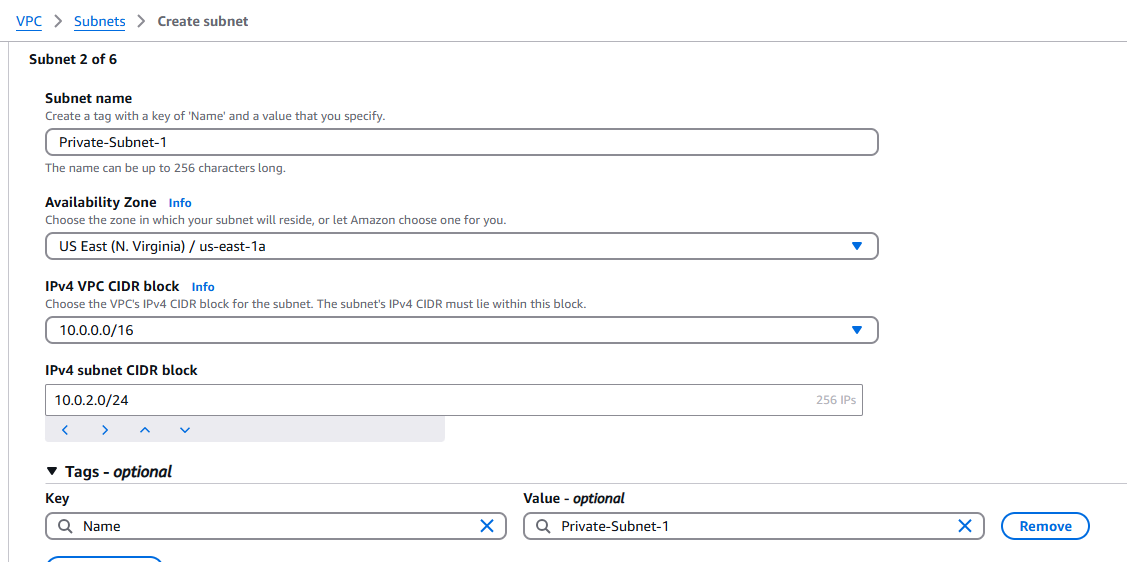 VPC > Subnets > Create subnet
Subnet 2 of 6
Subnet name
Create a tag with a key of 'Name' and a value that you specify.
Private-Subnet-1
The name can be up to 256 characters long.
Availability Zone Info
Choose the zone in which your subnet will reside, or let Amazon choose one for you.
US East (N. Virginia) / us-east-1a
IPv4 VPC CIDR block Info
Choose the VPC's IPv4 CIDR block for the subnet. The subnet's IPv4 CIDR must lie within this block.
10.0.0.0/16
IPv4 subnet CIDR block
10.0.2.0/24 256 IPs
Tags - optional
Key Value - optional
Name Private-Subnet-1 Remove